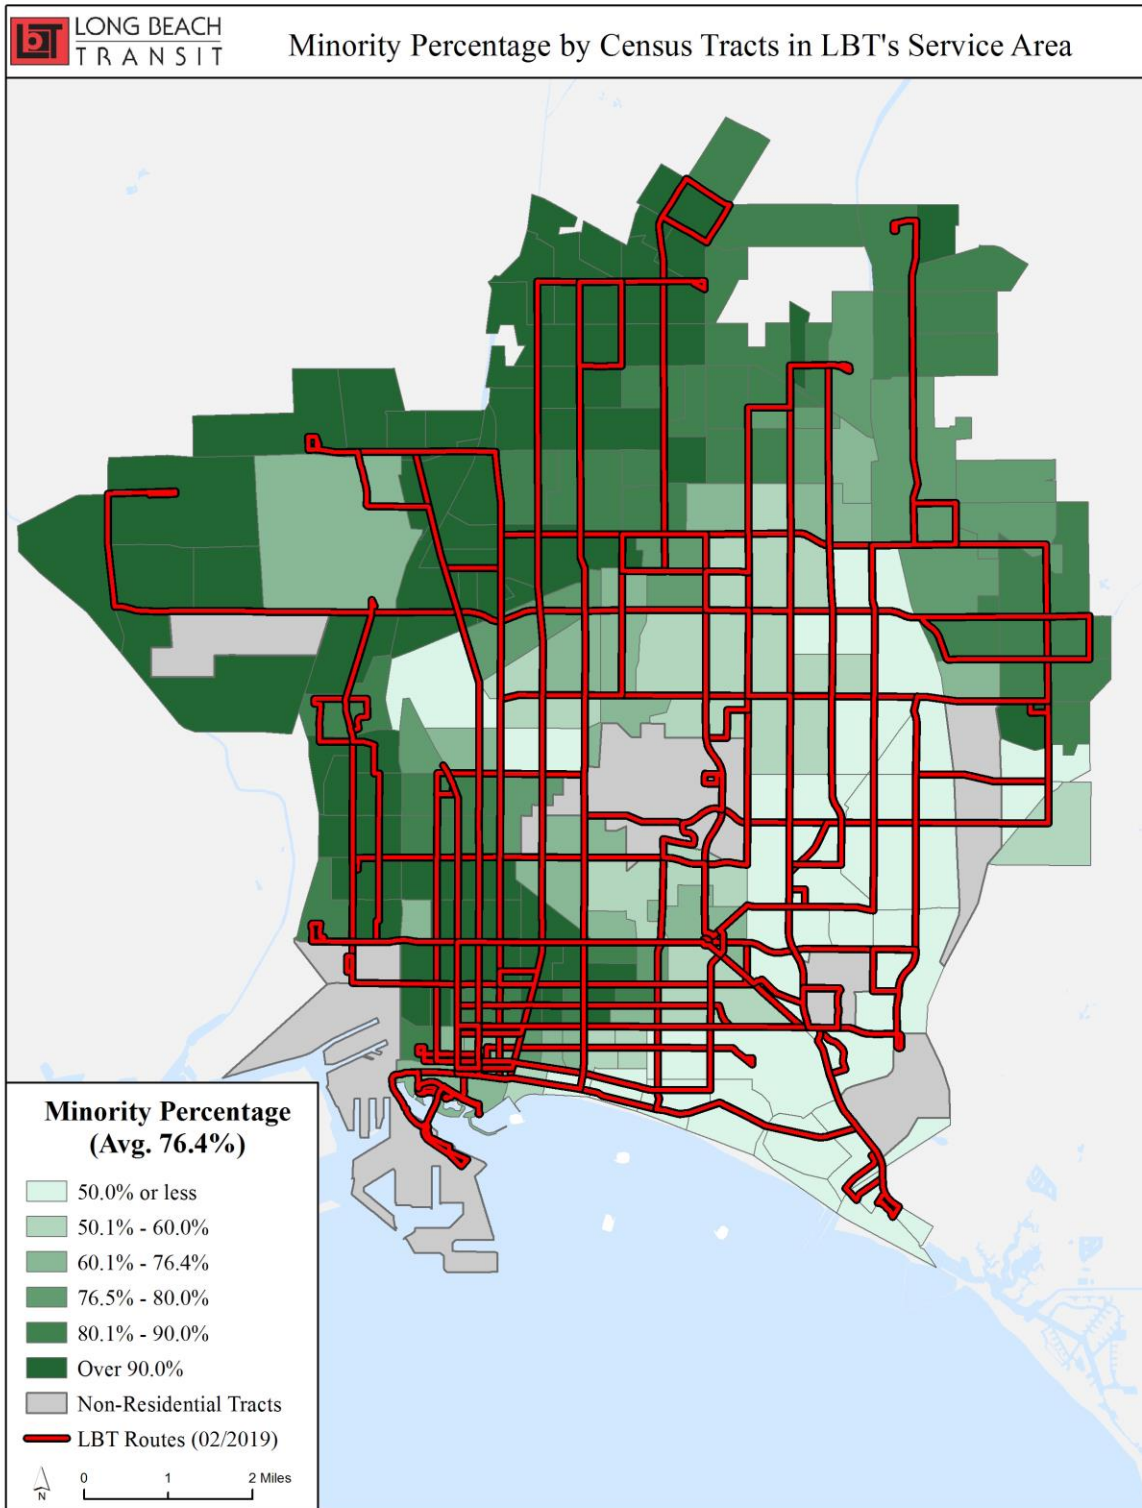 bT
LONG BEACH
TRANSIT
Minority Percentage by Census Tracts in LBT's Service Area
Minority Percentage
(Avg. 76.4%)
50.0% or less
50.1% - 60.0%
60.1% - 76.4%
76.5% - 80.0%
80.1% - 90.0%
Over 90.0%
Non-Residential Tracts
LBT Routes (02/2019)
N
0 1 2 Miles